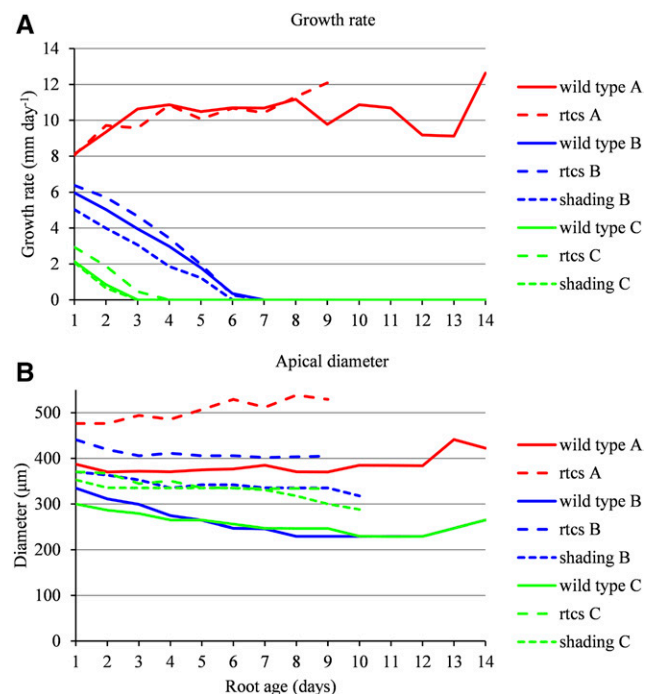 A
Growth rate
Growth rate (mm day-1)
14
12
10
8
6
4
2
0
1 2 3 4 5 6 7 8 9 10 11 12 13 14
wild type A
rtcs A
wild type B
rtcs B
shading B
wild type C
rtcs C
shading C
B
Apical diameter
Diameter (µm)
500
400
300
200
100
0
1 2 3 4 5 6 7 8 9 10 11 12 13 14
Root age (days)
wild type A
rtcs A
wild type B
rtcs B
shading B
wild type C
rtcs C
shading C